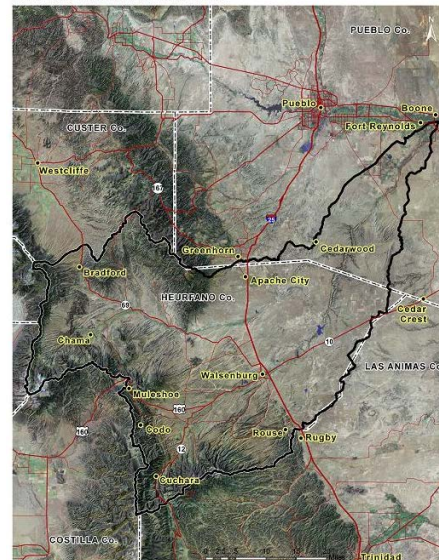 PUEBLO Co.
Pueblo
Boone
Fort Reynolds
CUSTER Co.
Westcliffe
167
25
Greenhorn
Cedarwood
Bradford
Apache City
HEURFANO Co.
69
Cedar
Crest
Chama
10
LAS ANIMAS Co
Walsenburg
Muleshoe
160
160
Codo
Rouse
Rugby
12
Cuchara
COSTILLA Co.
Trinidad